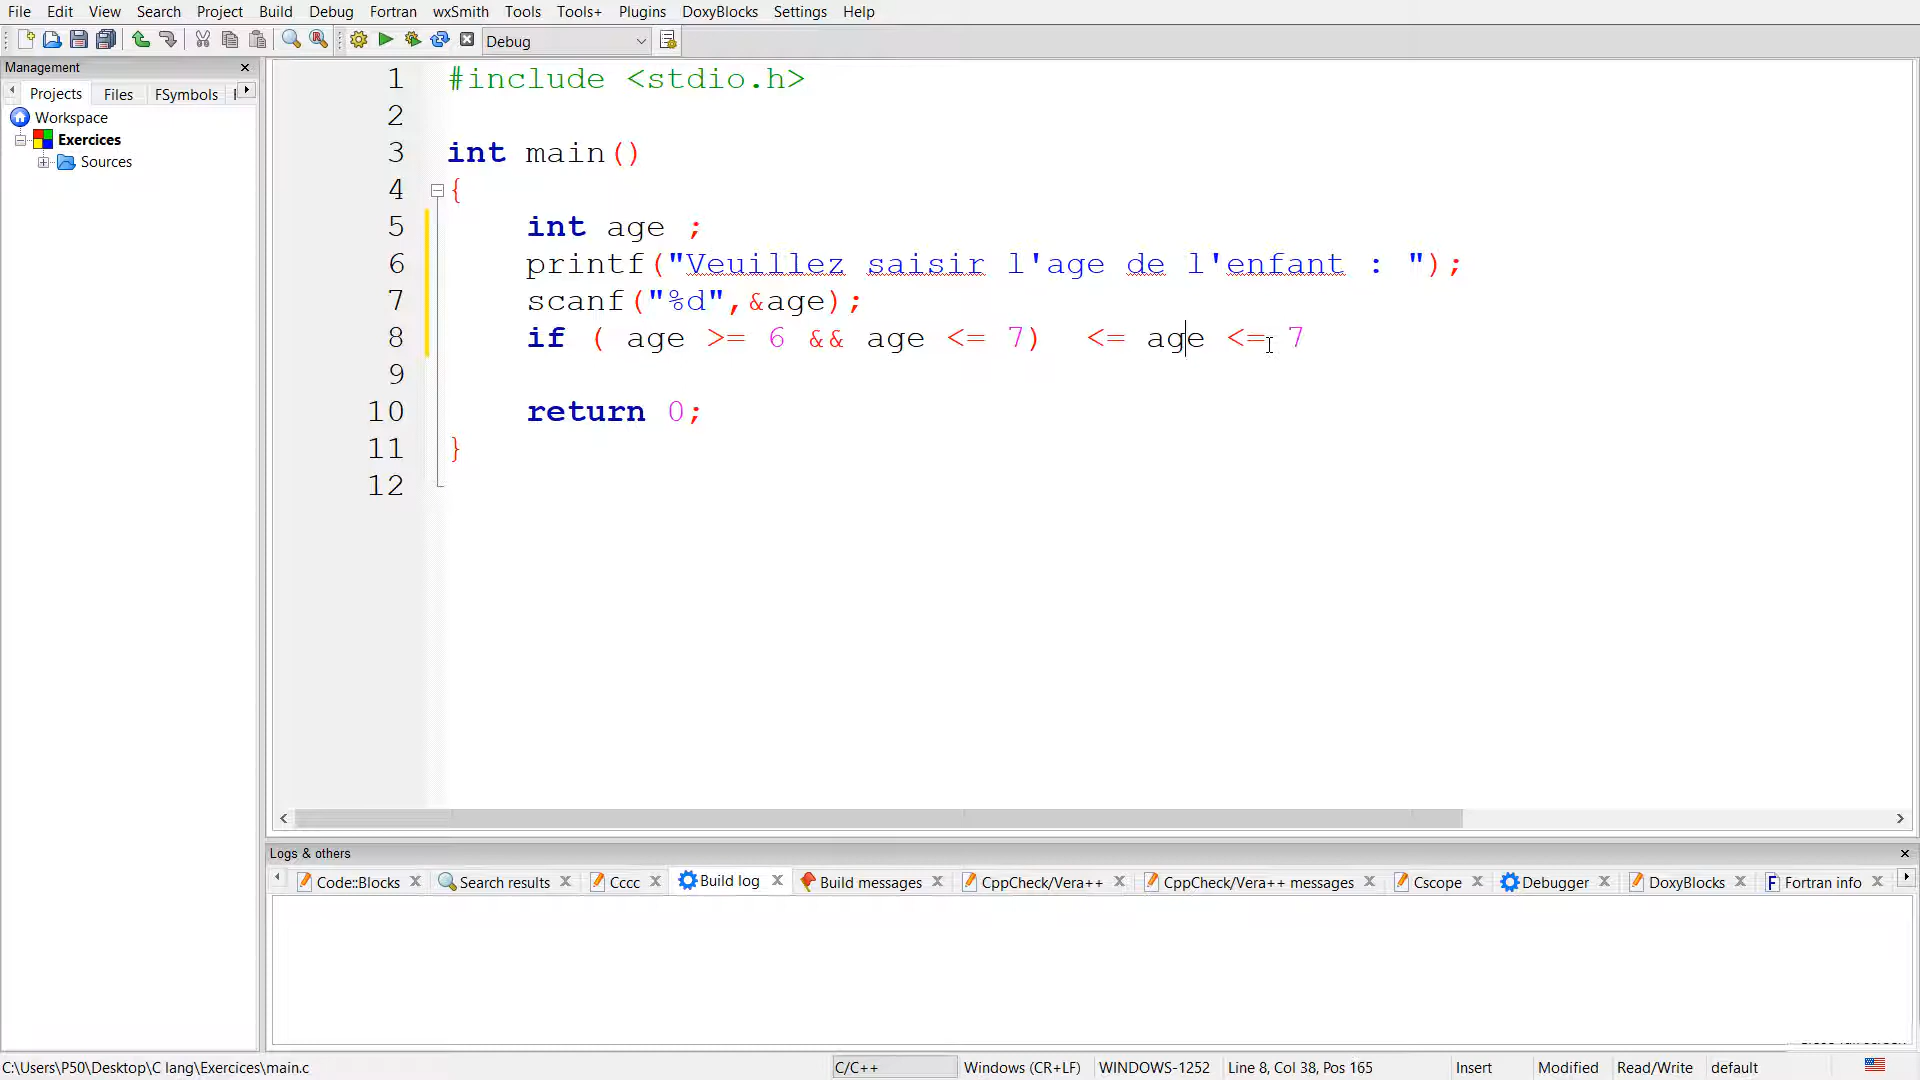 File Edit View Search Project Build Debug Fortran wxSmith Tools Tools+ Plugins DoxyBlocks Settings Help
Debug
Management
Projects Files FSymbols
Workspace
Exercices
Sources
1 #include <stdio.h>
2
3 int main()
4 {
5 int age ;
6 printf("Veuillez saisir l'age de l'enfant : ");
7 scanf("%d",&age);
8 if ( age >= 6 && age <= 7) <= age <= 7
9
10 return 0;
11 }
12
Logs & others
Code::Blocks Search results Cccc Build log Build messages CppCheck/Vera++ CppCheck/Vera++ messages Cscope Debugger DoxyBlocks Fortran info
C:\Users\P50\Desktop\C lang\Exercices\main.c C/C++ Windows (CR+LF) WINDOWS-1252 Line 8, Col 38, Pos 165 Insert Modified Read/Write default